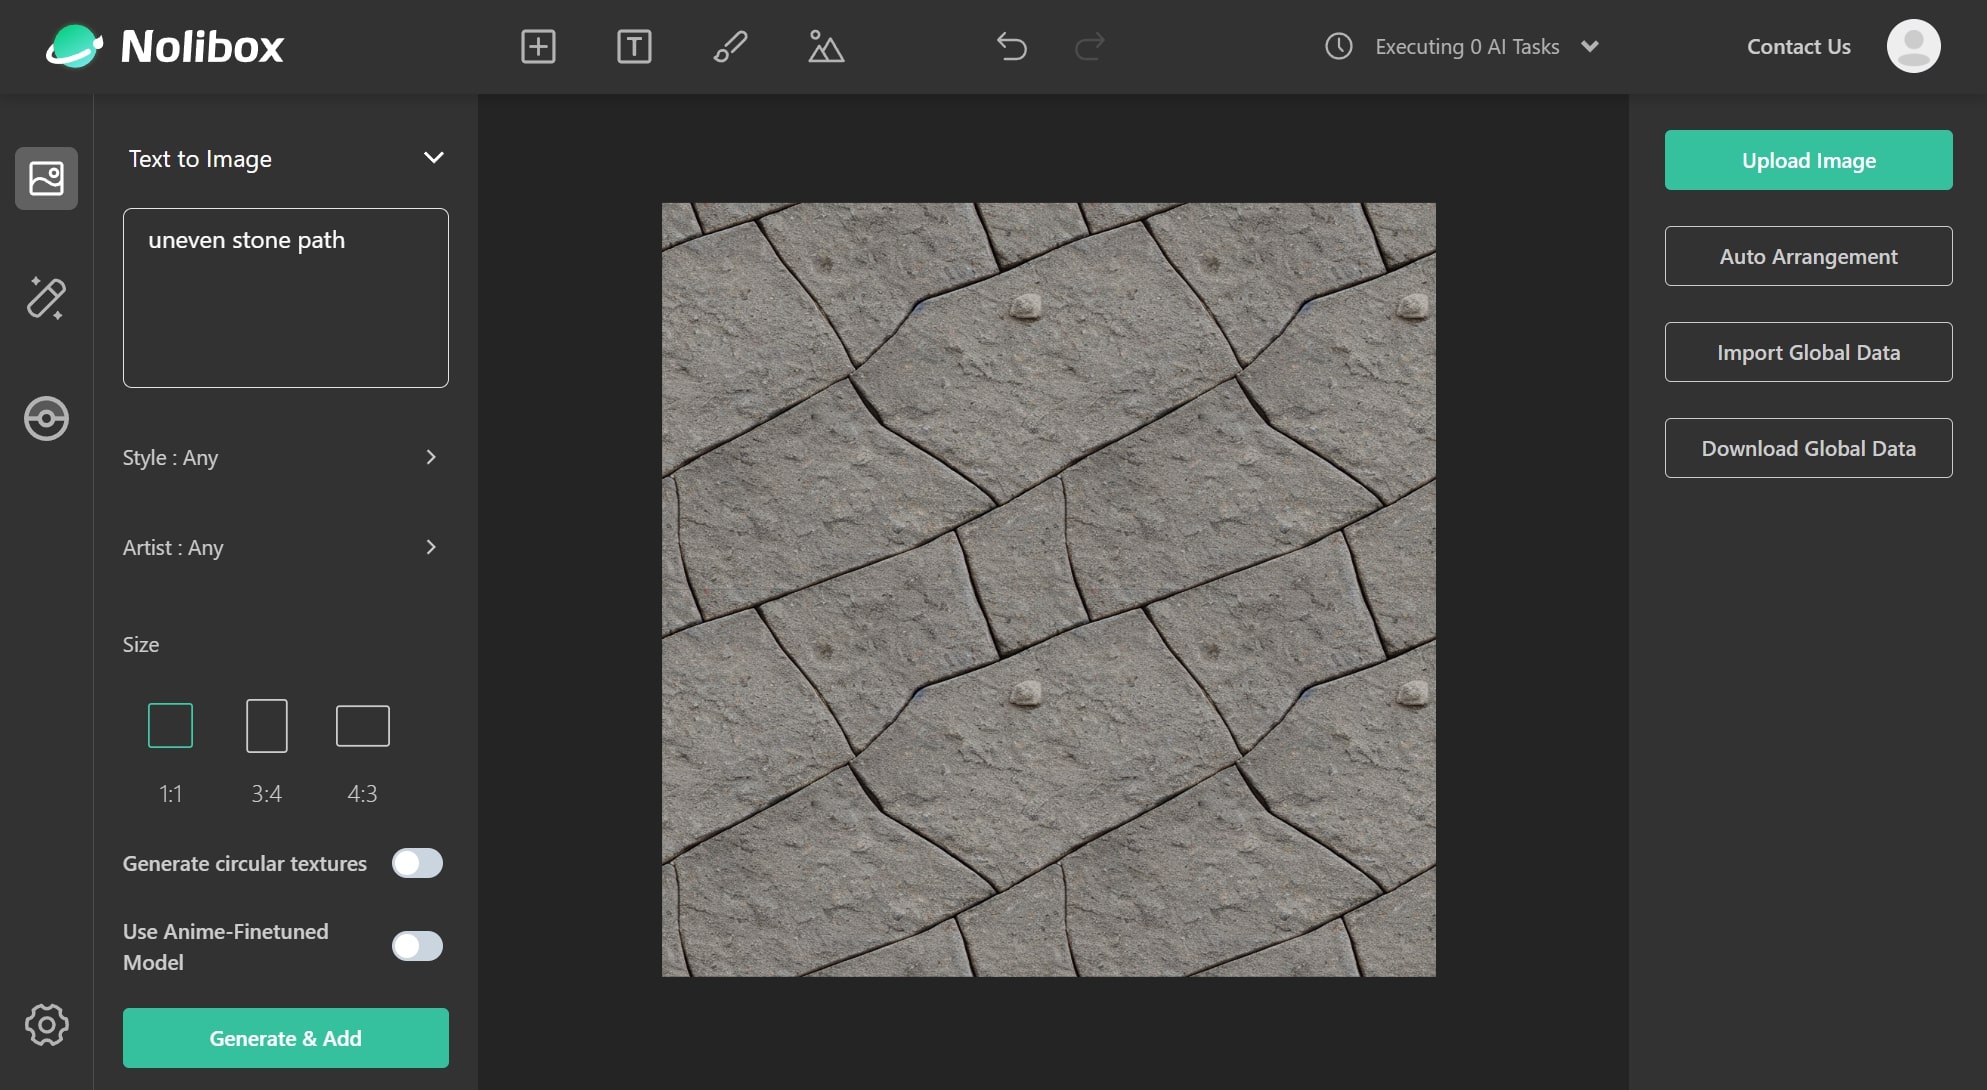 Nolibox
T
Executing 0 AI Tasks
Contact Us
Text to Image
uneven stone path
Style : Any
Artist : Any
Size
1:1
3:4
4:3
Generate circular textures
Use Anime-Finetuned
Model
Generate & Add
Upload Image
Auto Arrangement
Import Global Data
Download Global Data